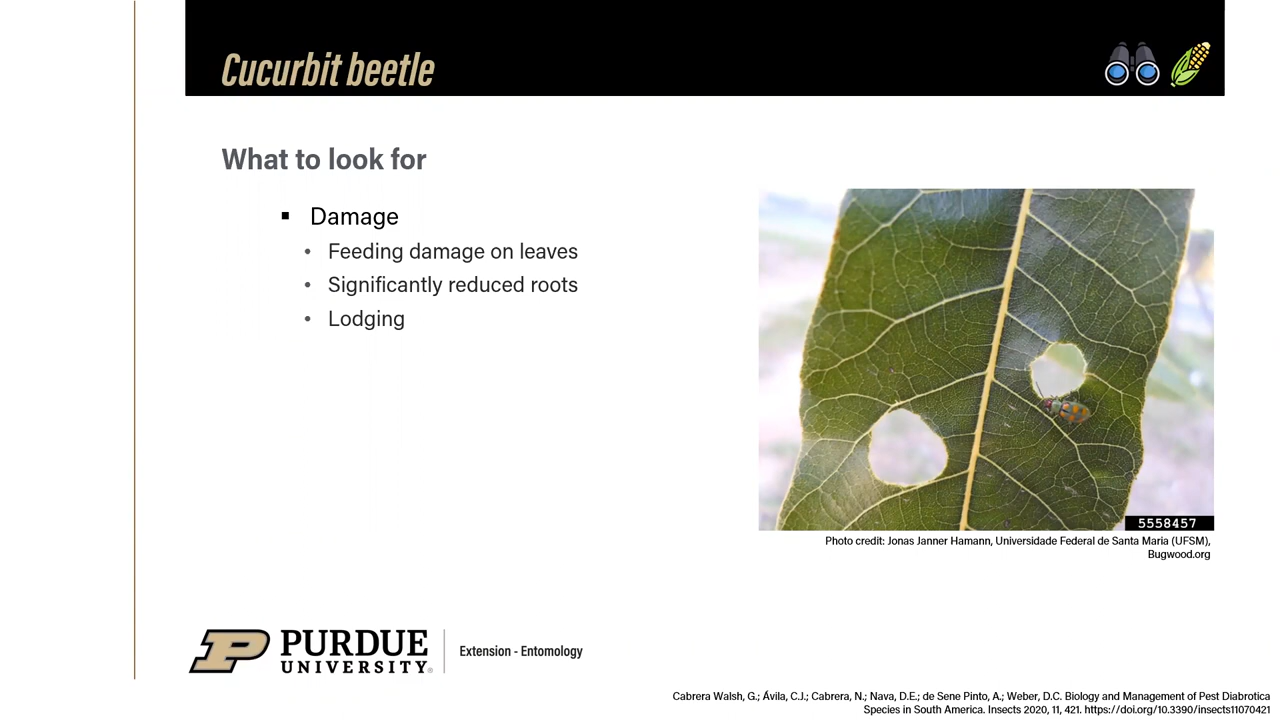 Cucurbit beetle
What to look for
▪ Damage
• Feeding damage on leaves
• Significantly reduced roots
• Lodging
5558457
Photo credit: Jonas Janner Hamann, Universidade Federal de Santa Maria (UFSM),
Bugwood.org
P PURDUE
UNIVERSITY®
Extension - Entomology
Cabrera Walsh, G.; Ávila, C.J.; Cabrera, N.; Nava, D.E.; de Sene Pinto, A.; Weber, D.C. Biology and Management of Pest Diabrotica
Species in South America. Insects 2020, 11, 421. https://doi.org/10.3390/insects11070421